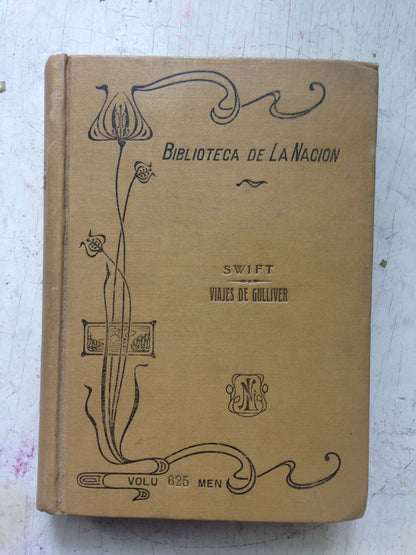 BIBLIOTECA DE LA NACION
SWIFT
VIAJES DE GULLIVER
N
VOLU 625 MEN